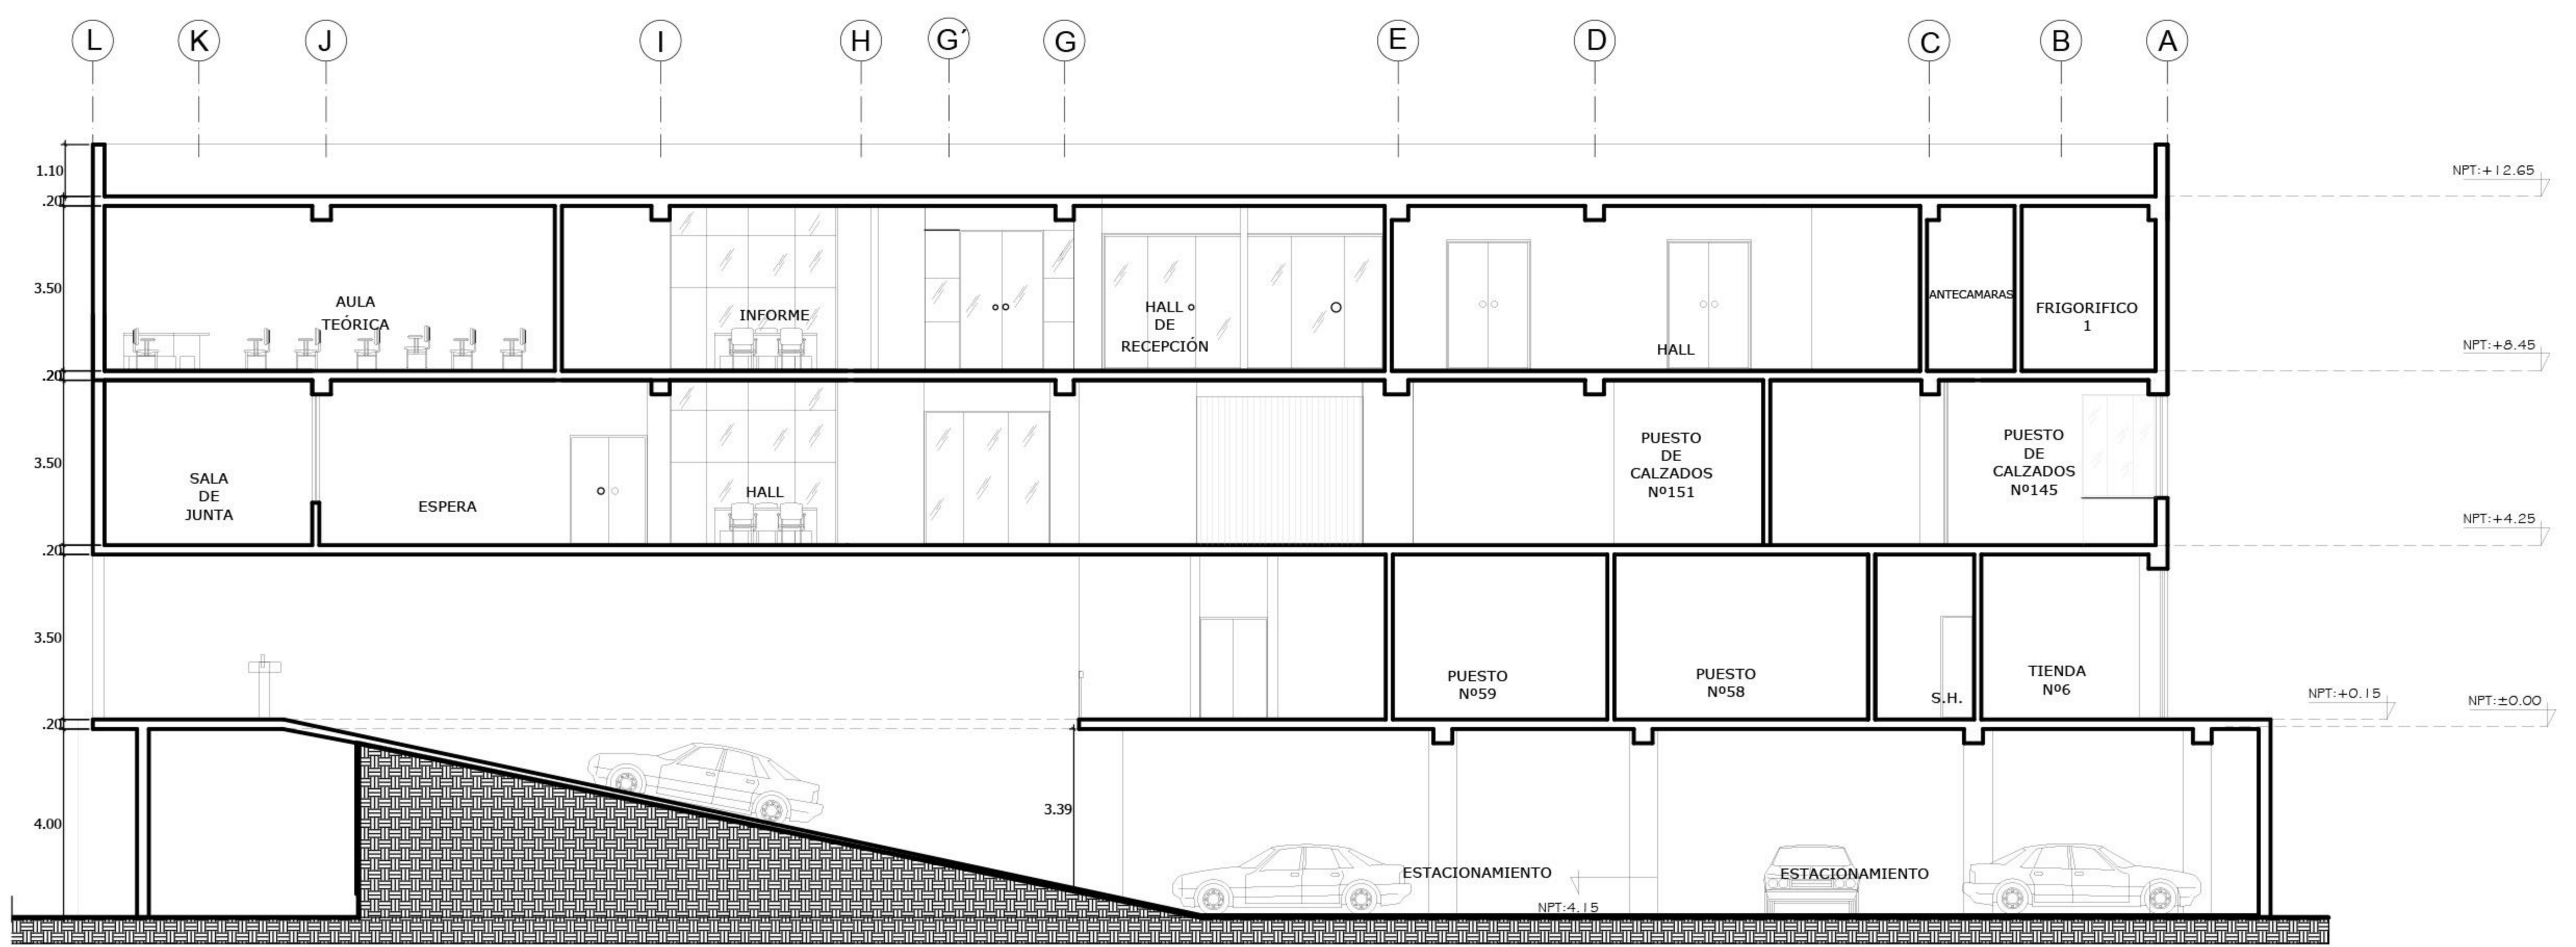 L
K
J
I
H
G´
G
E
D
C
B
A
1.10
NPT:+12.65
.20
3.50
AULA
TEÓRICA
INFORME
HALL
DE
RECEPCIÓN
HALL
ANTECAMARAS
FRIGORIFICO
1
NPT:+8.45
.20
3.50
SALA
DE
JUNTA
ESPERA
HALL
PUESTO
DE
CALZADOS
Nº151
PUESTO
DE
CALZADOS
Nº145
NPT:+4.25
.20
3.50
PUESTO
Nº59
PUESTO
Nº58
S.H.
TIENDA
Nº6
NPT:+0.15
NPT:±0.00
.20
4.00
3.39
ESTACIONAMIENTO
NPT:4.15
ESTACIONAMIENTO